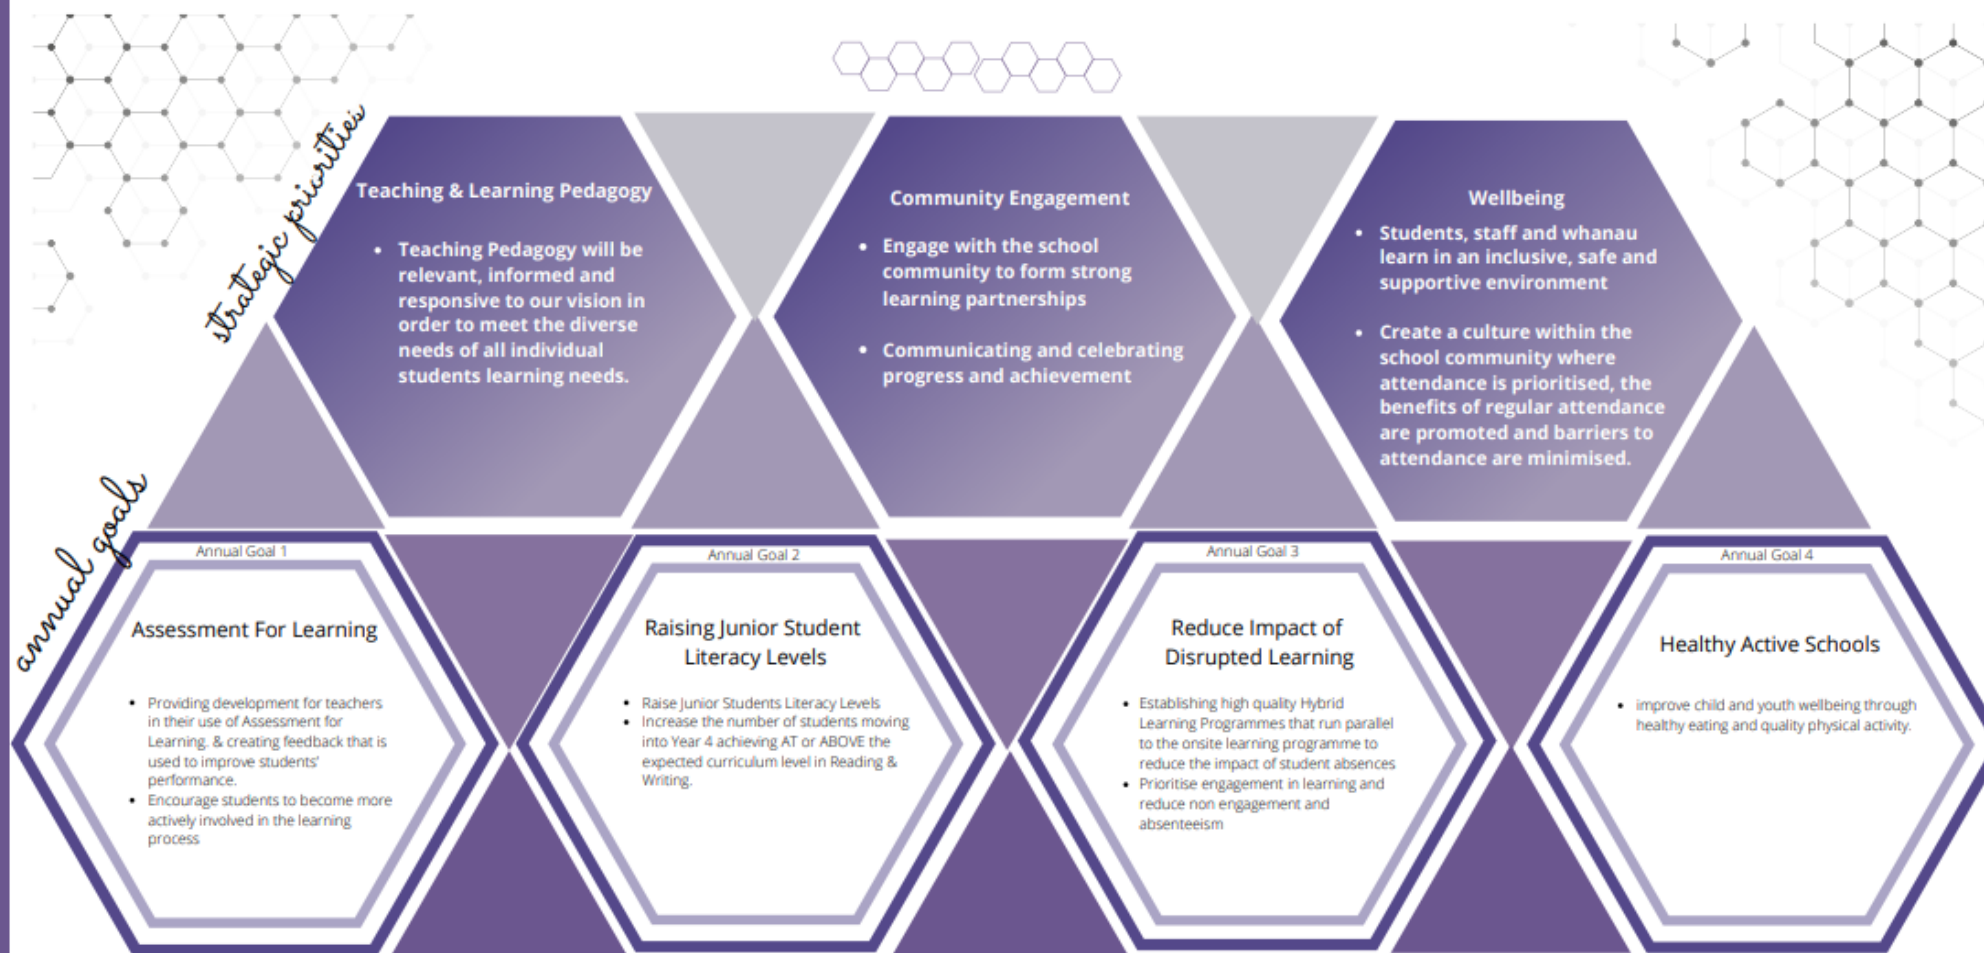 strategic priorities
Teaching & Learning Pedagogy
Teaching Pedagogy will be
relevant, informed and
responsive to our vision in
order to meet the diverse
needs of all individual
students learning needs.
Community Engagement
Engage with the school
community to form strong
learning partnerships
Communicating and celebrating
progress and achievement
Wellbeing
Students, staff and whanau
learn in an inclusive, safe and
supportive environment
Create a culture within the
school community where
attendance is prioritised, the
benefits of regular attendance
are promoted and barriers to
attendance are minimised.
annual goals
Annual Goal 1
Assessment For Learning
Providing development for teachers
in their use of Assessment for
Learning. & creating feedback that is
used to improve students'
performance.
Encourage students to become more
actively involved in the learning
process
Annual Goal 2
Raising Junior Student
Literacy Levels
Raise Junior Students Literacy Levels
Increase the number of students moving
into Year 4 achieving AT or ABOVE the
expected curriculum level in Reading &
Writing.
Annual Goal 3
Reduce Impact of
Disrupted Learning
Establishing high quality Hybrid
Learning Programmes that run parallel
to the onsite learning programme to
reduce the impact of student absences
Prioritise engagement in learning and
reduce non engagement and
absenteeism
Annual Goal 4
Healthy Active Schools
improve child and youth wellbeing through
healthy eating and quality physical activity.